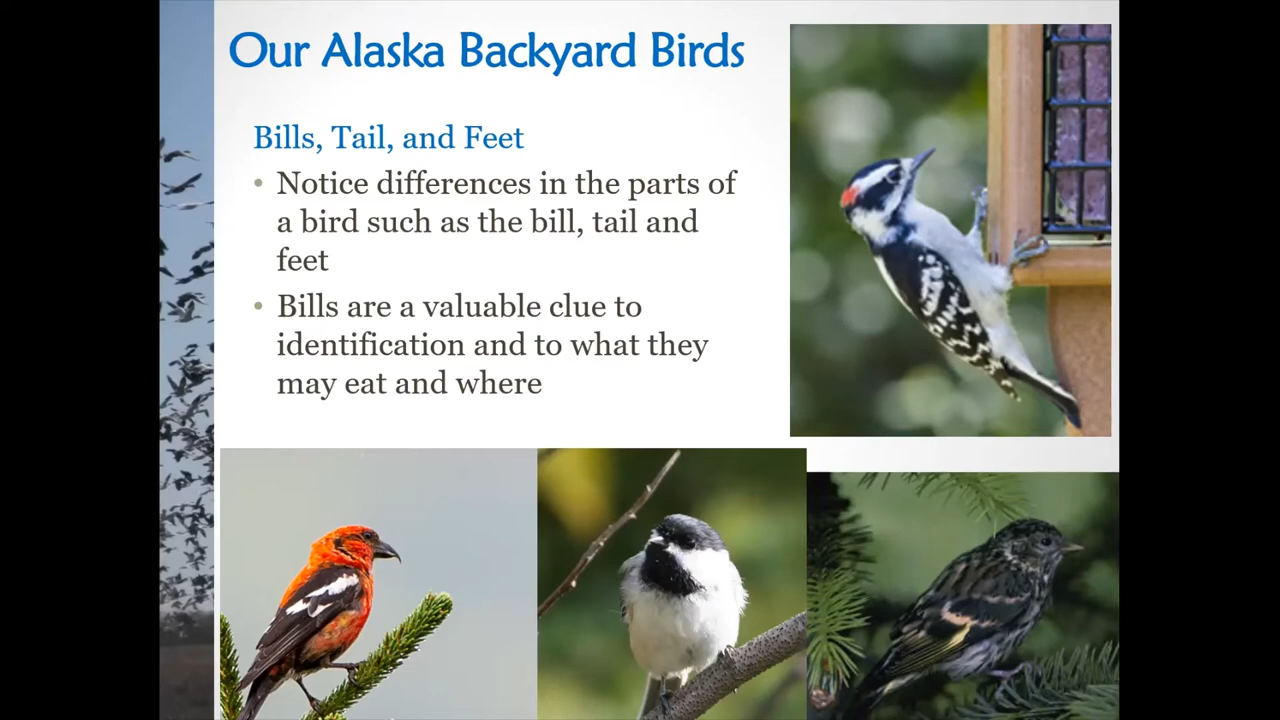 Our Alaska Backyard Birds
Bills, Tail, and Feet
• Notice differences in the parts of
a bird such as the bill, tail and
feet
• Bills are a valuable clue to
identification and to what they
may eat and where